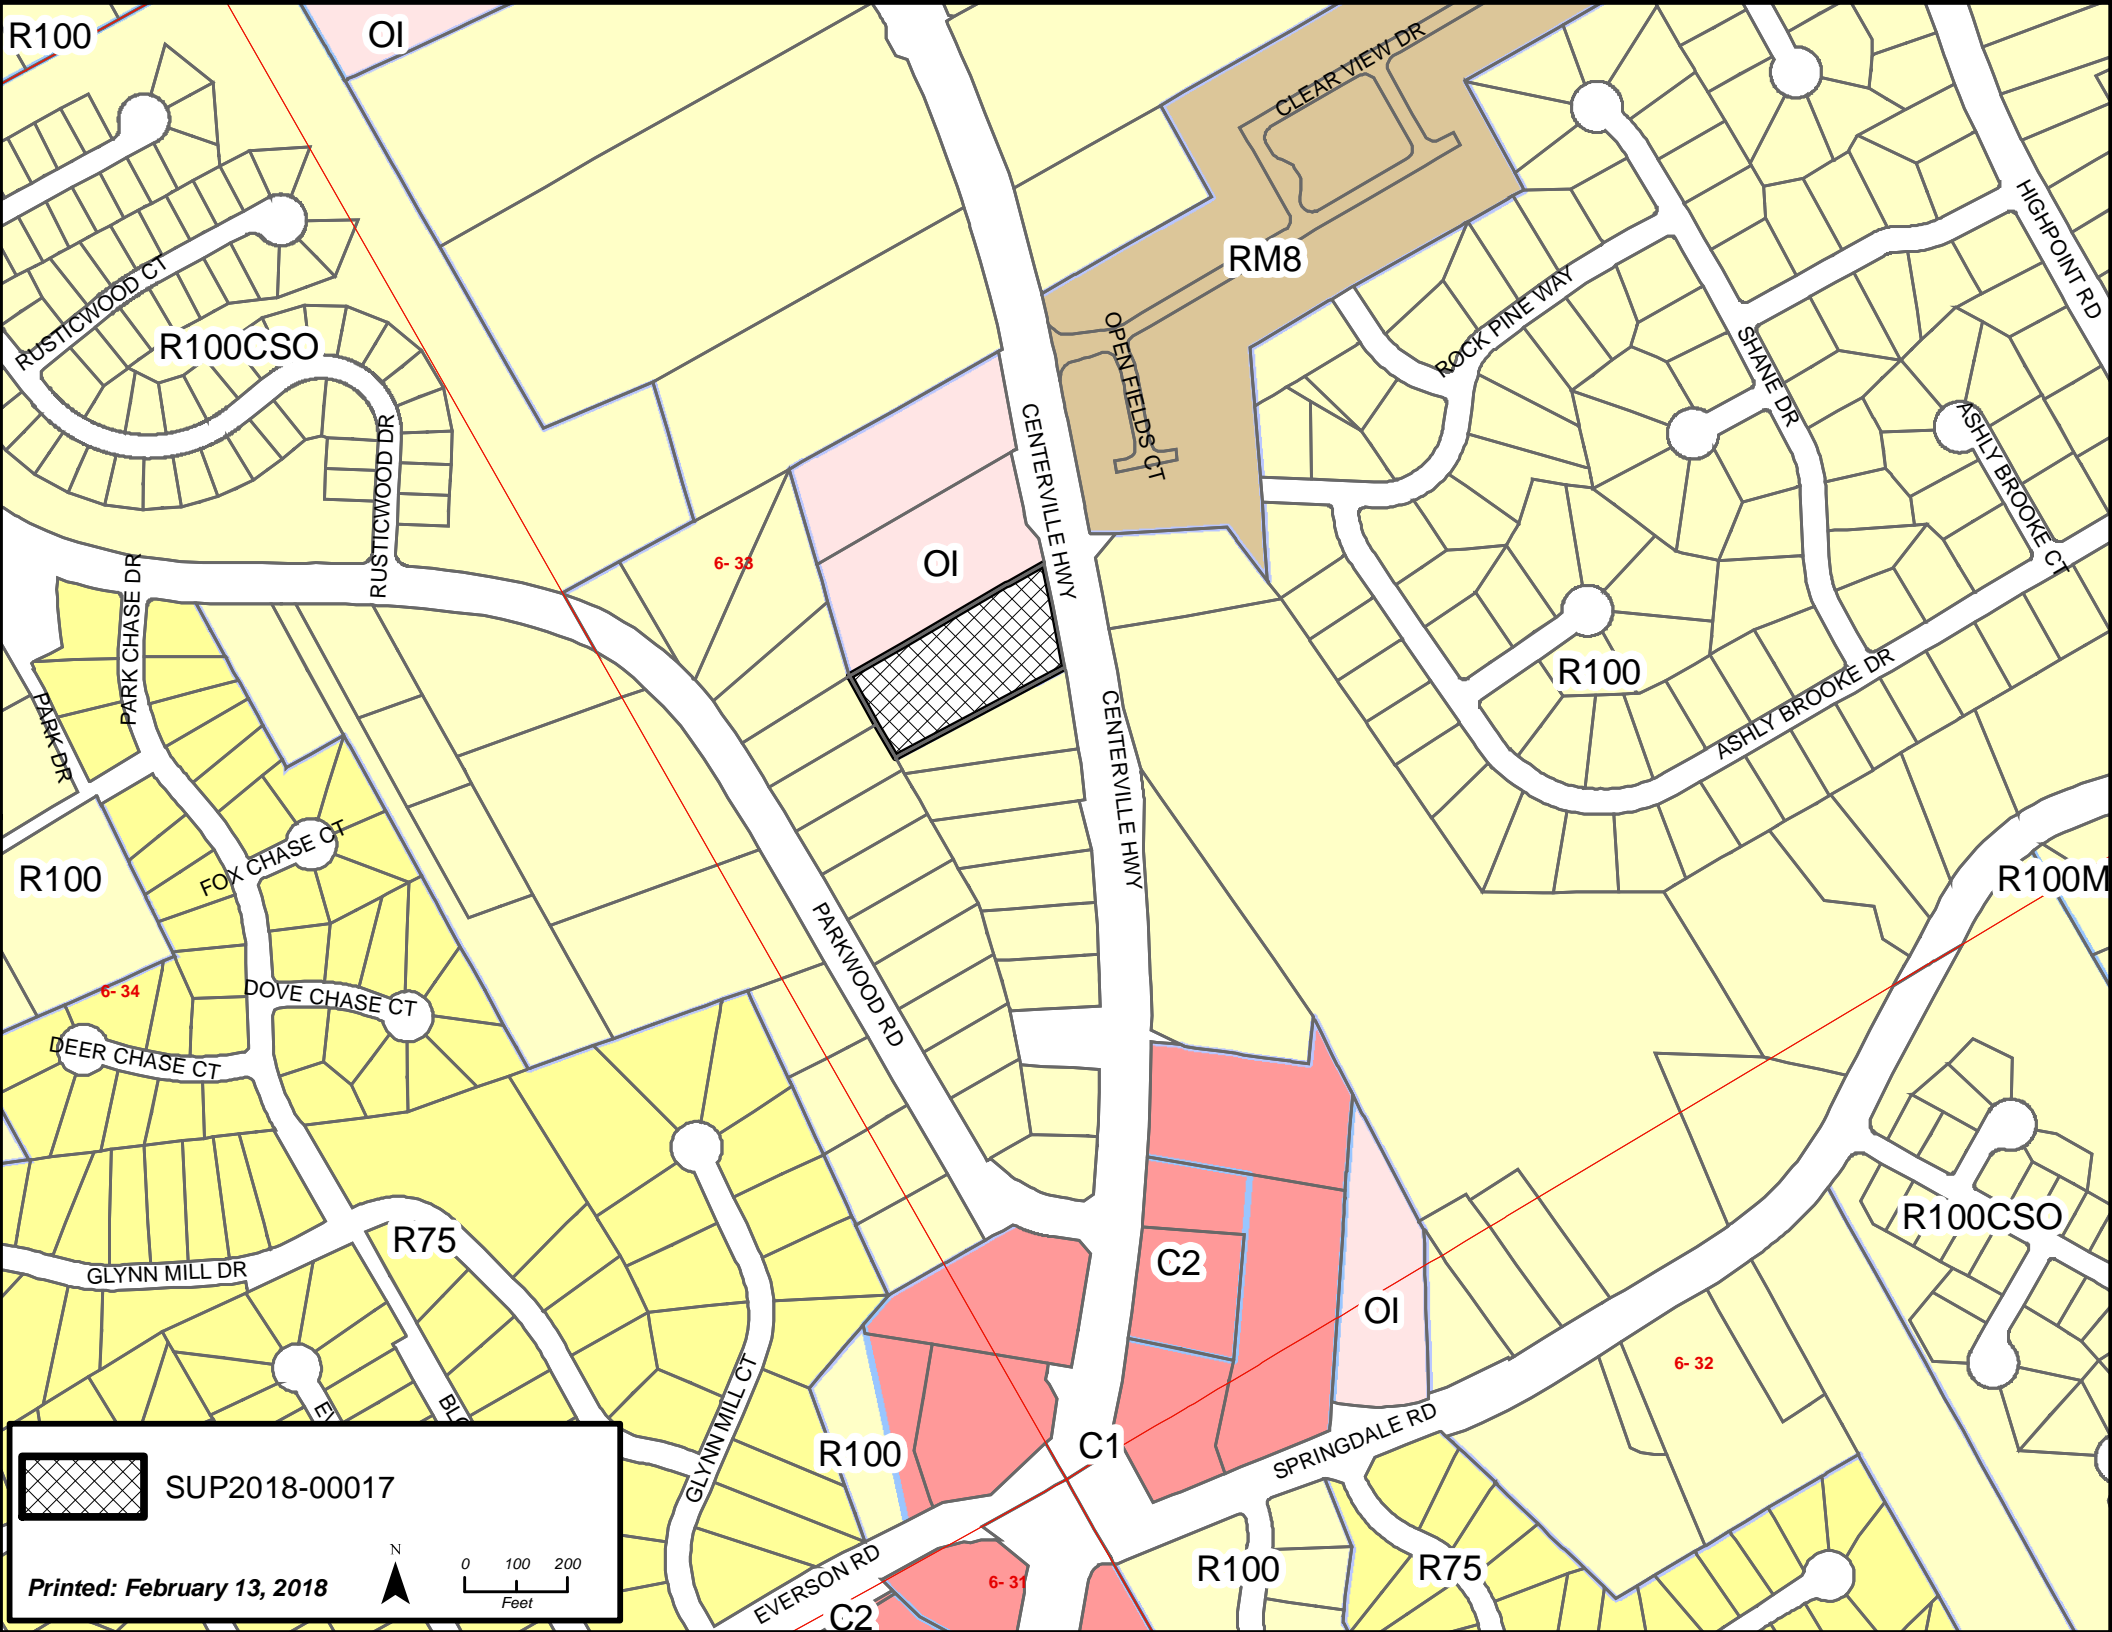 R100
OI
CLEAR VIEW DR
HIGHPOINT RD
RM8
RUSTICWOOD CT
R100CSO
OPEN FIELDS CT
ROCK PINE WAY
SHANE DR
ASHLY BROOKE CT
RUSTICWOOD DR
CENTERVILLE HWY
6- 33
OI
PARK CHASE DR
PARK DR
R100
ASHLY BROOKE DR
CENTERVILLE HWY
FOX CHASE CT
R100
R100M
PARKWOOD RD
6- 34
DOVE CHASE CT
DEER CHASE CT
R100CSO
R75
GLYNN MILL DR
C2
OI
6- 32
GLYNN MILL CT
EV
BLO
R100
C1
SPRINGDALE RD
SUP2018-00017
EVERSON RD
R100
R75
6- 31
C2
N
0 100 200
Feet
Printed: February 13, 2018